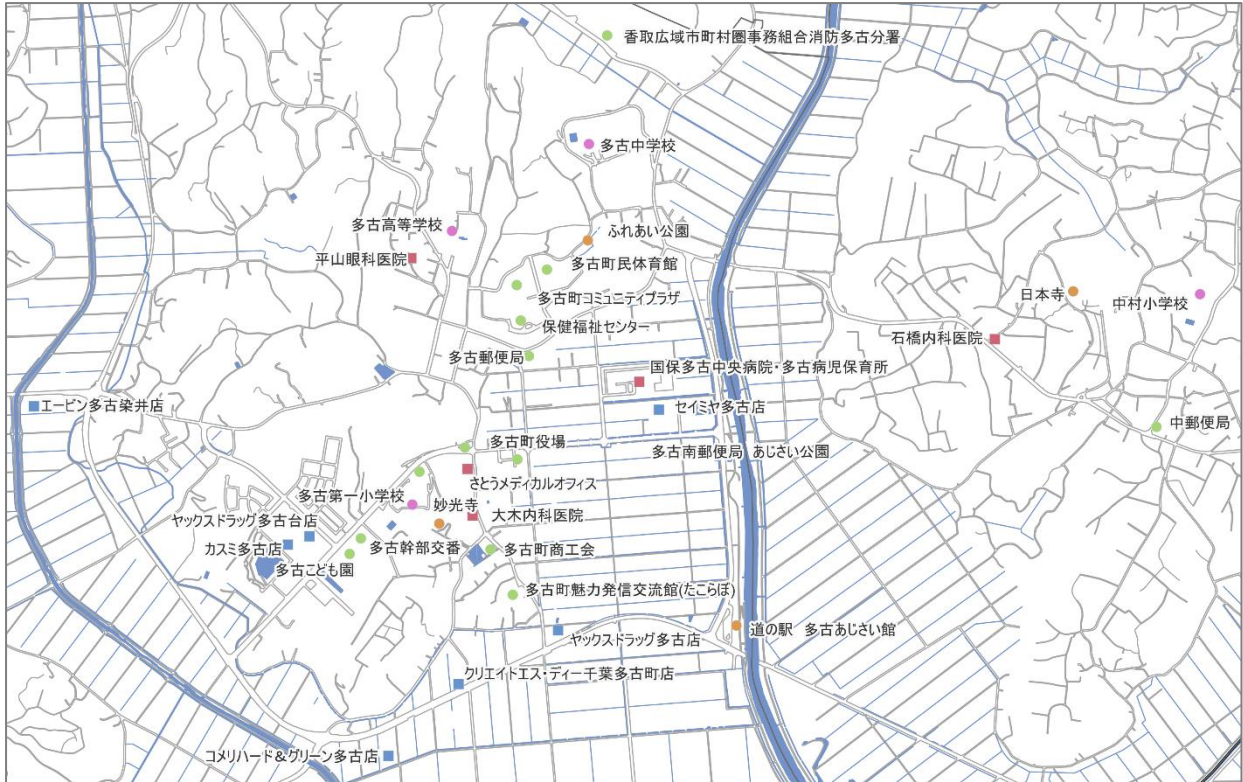 香取広域市町村圏事務組合消防多古分署
多古中学校
多古高等学校
ふれあい公園
平山眼科医院
多古町民体育館
多古町コミュニティプラザ
日本寺
中村小学校
保健福祉センター
石橋内科医院
多古郵便局
国保多古中央病院・多古病児保育所
エービン多古染井店
セイミヤ多古店
中郵便局
多古町役場
多古南郵便局
あじさい公園
さとうメディカルオフィス
多古第一小学校
妙光寺
大木内科医院
ヤックスドラッグ多古台店
カスミ多古店
多古幹部交番
多古町商工会
多古こども園
多古町魅力発信交流館(たこらぼ)
道の駅 多古あじさい館
ヤックスドラッグ多古店
クリエイトエス・ディー千葉多古町店
コメリハード&グリーン多古店